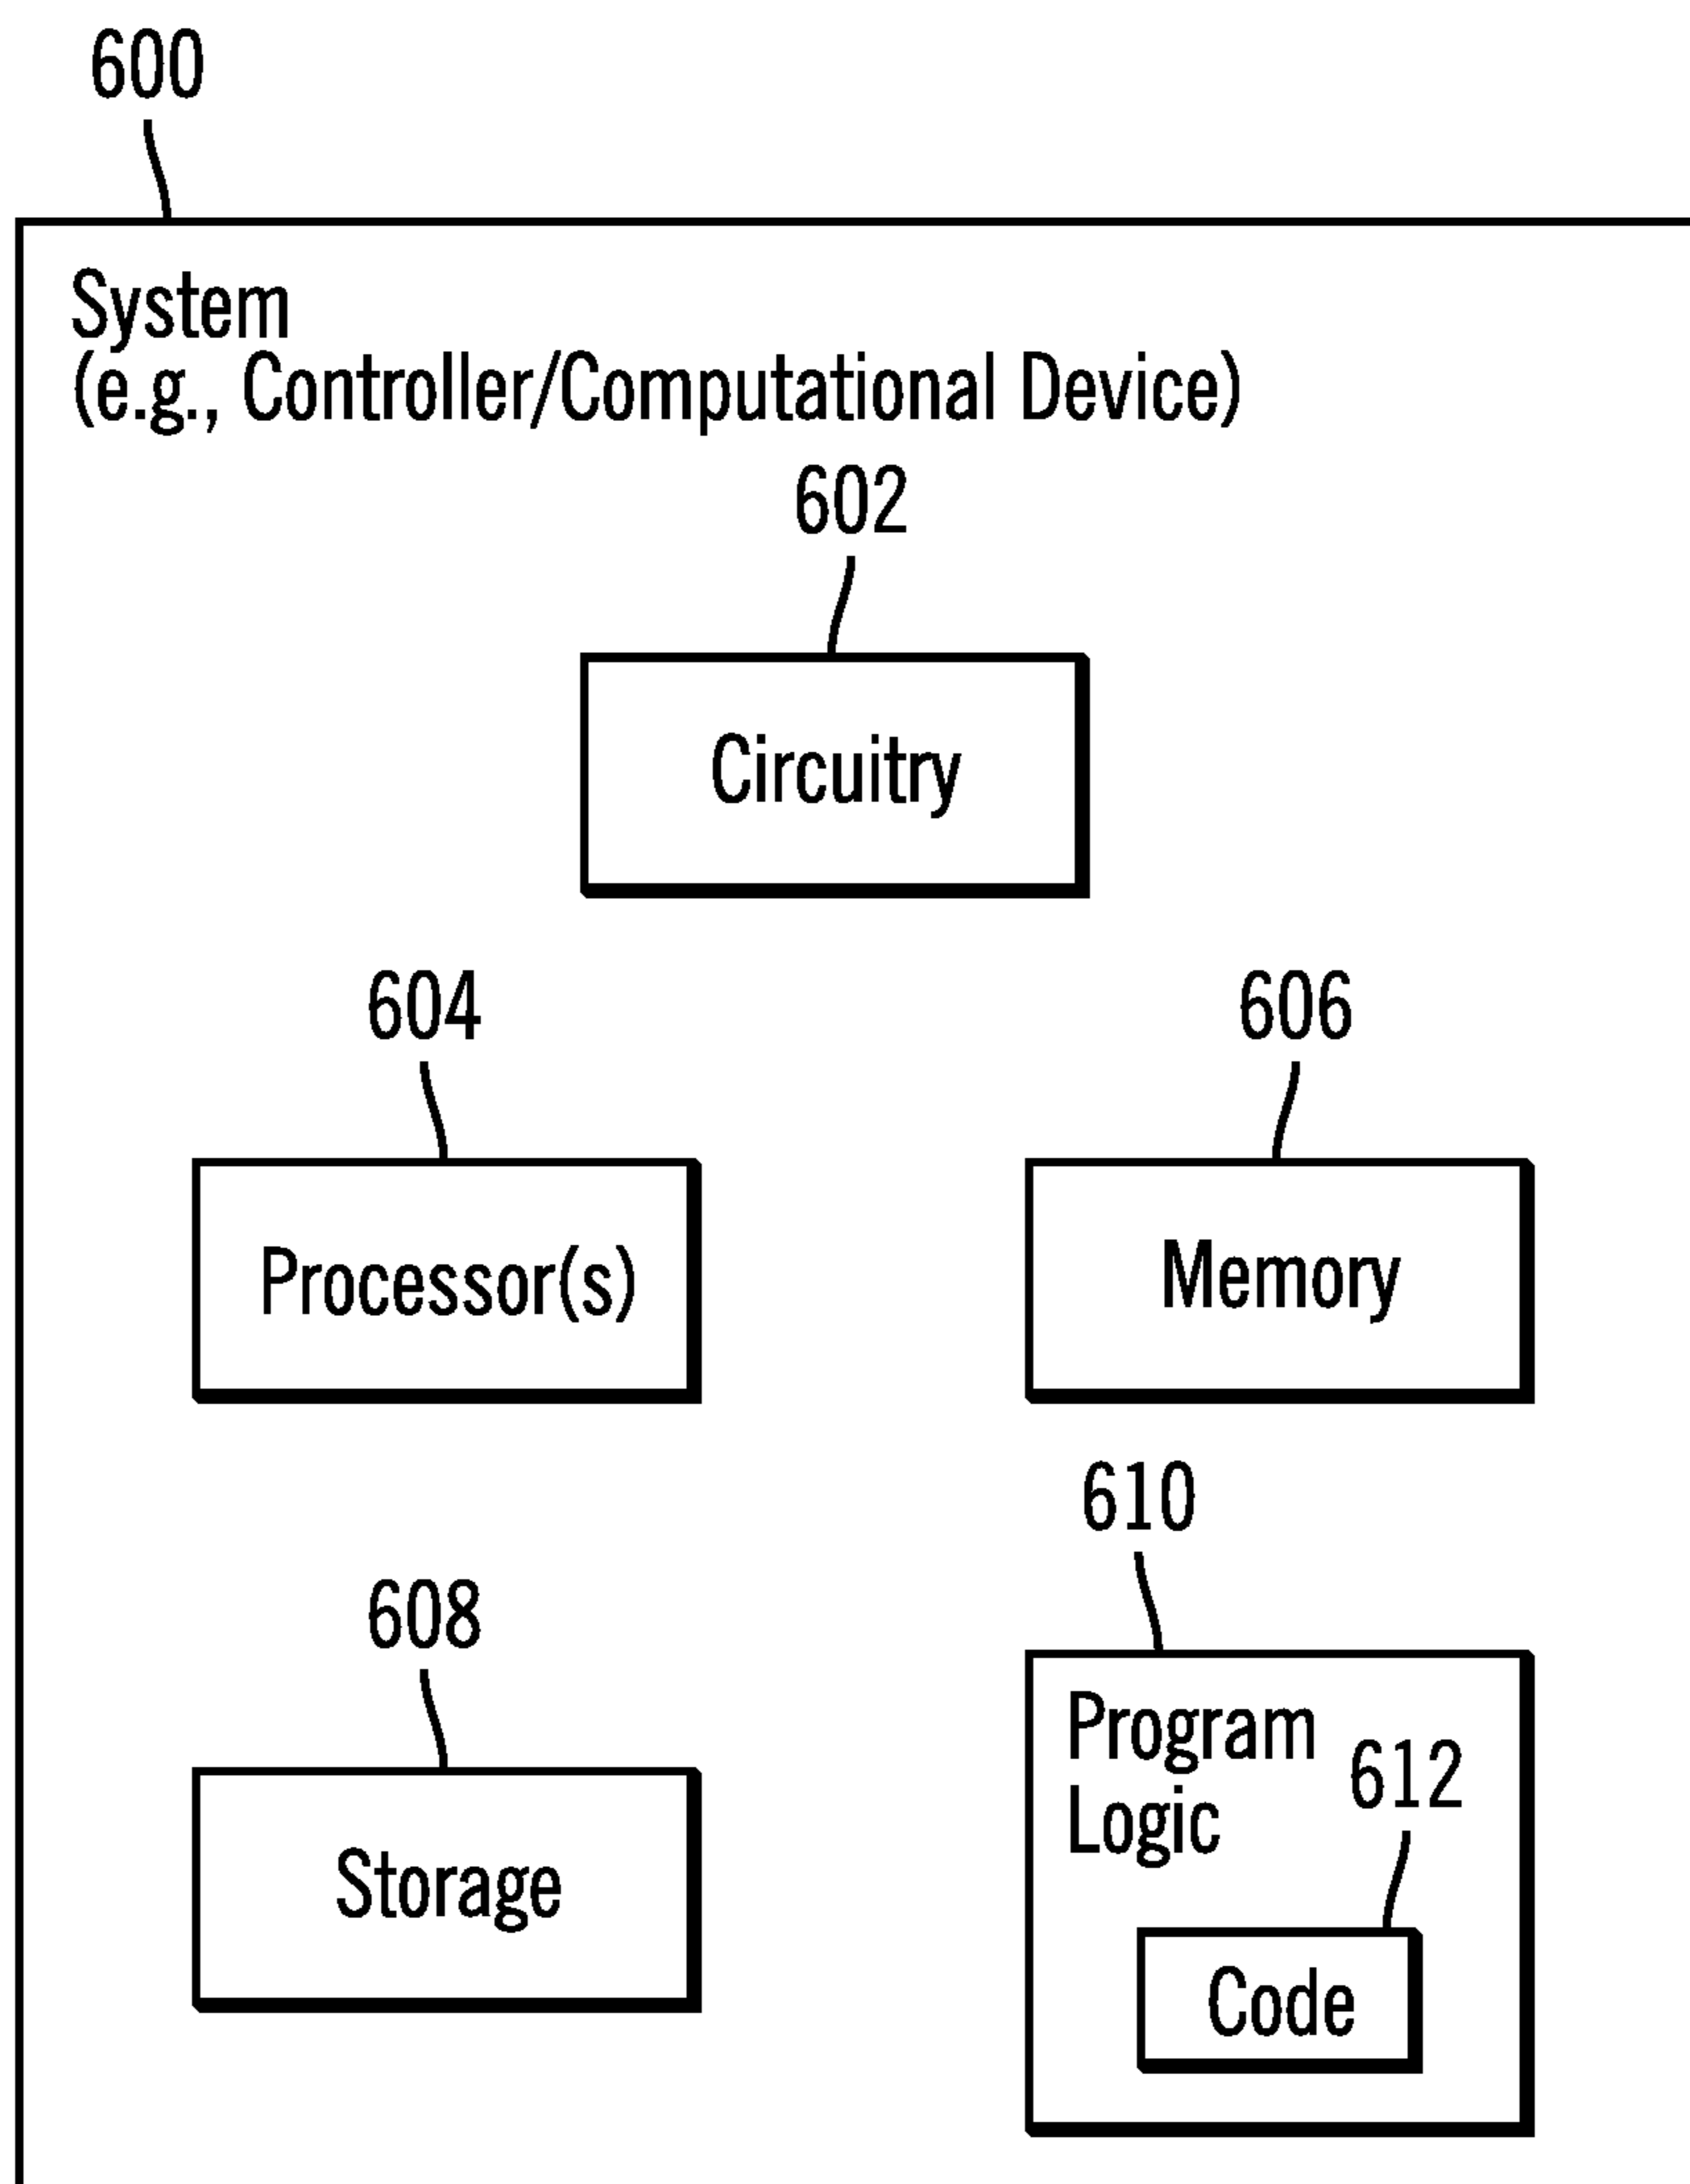 600
System
(e.g., Controller/Computational Device)
602
Circuitry
604
606
Processor(s)
Memory
610
608
Program
Logic
612
Storage
Code